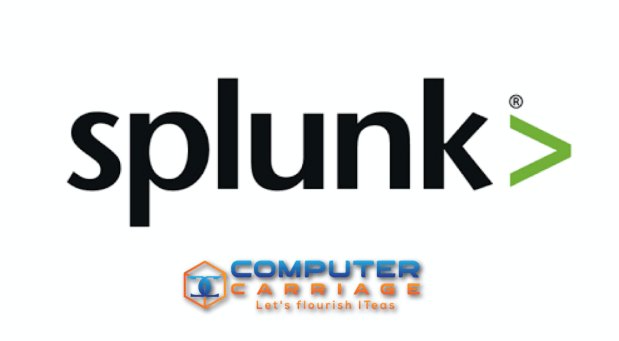 splunk>®
COMPUTER
CARRIAGE
Let's flourish ITeas